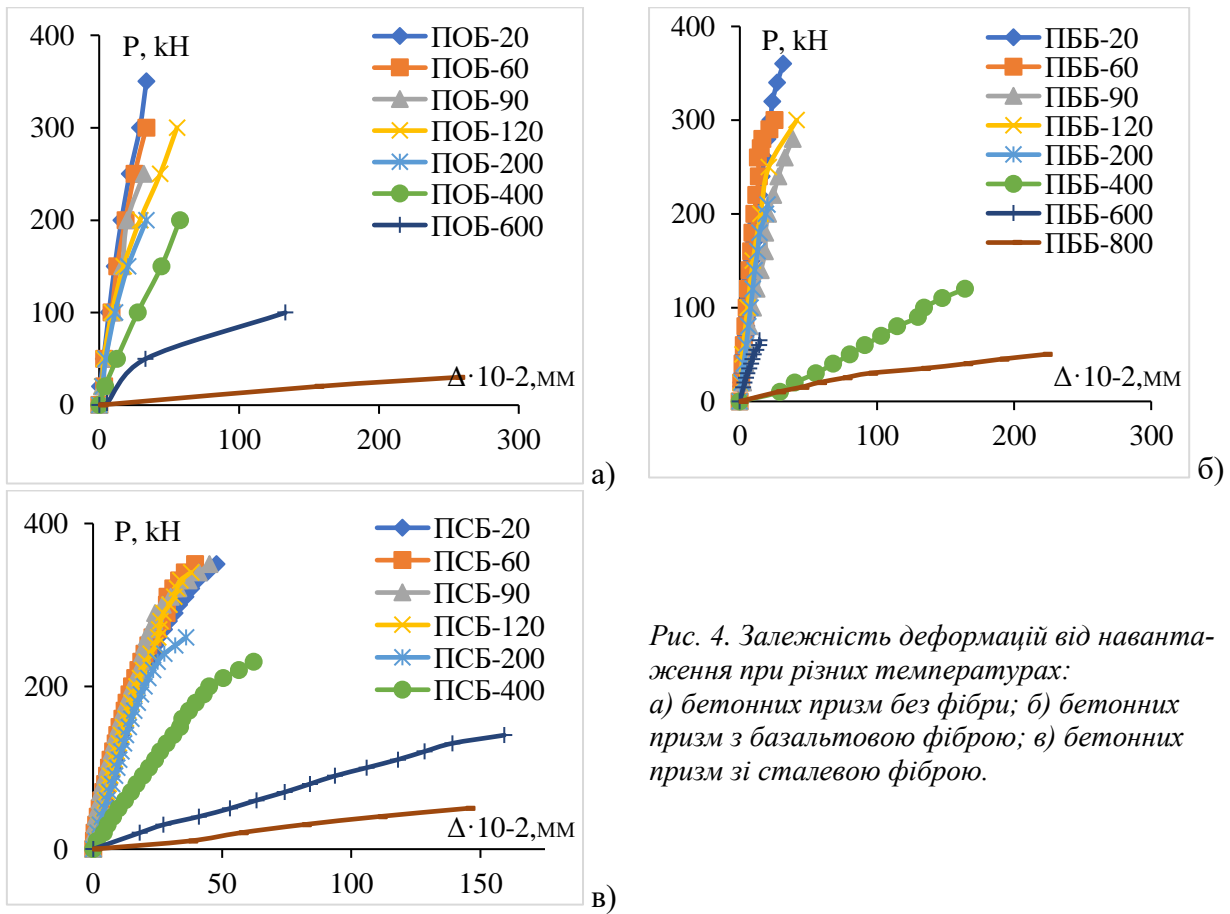 400
300
200
100
0
P, kН
ПОБ-20
ПОБ-60
ПОБ-90
ПОБ-120
ПОБ-200
ПОБ-400
ПОБ-600
Δ·10-2,мм
0 100 200 300
а)
400
300
200
100
0
P, kН
ПББ-20
ПББ-60
ПББ-90
ПББ-120
ПББ-200
ПББ-400
ПББ-600
ПББ-800
Δ·10-2,мм
0 100 200 300
б)
400
200
0
P, kН
ПСБ-20
ПСБ-60
ПСБ-90
ПСБ-120
ПСБ-200
ПСБ-400
Δ·10-2,мм
0 50 100 150
в)
Рис. 4. Залежність деформацій від наванта-
ження при різних температурах:
а) бетонних призм без фібри; б) бетонних
призм з базальтовою фіброю; в) бетонних
призм зі сталевою фіброю.